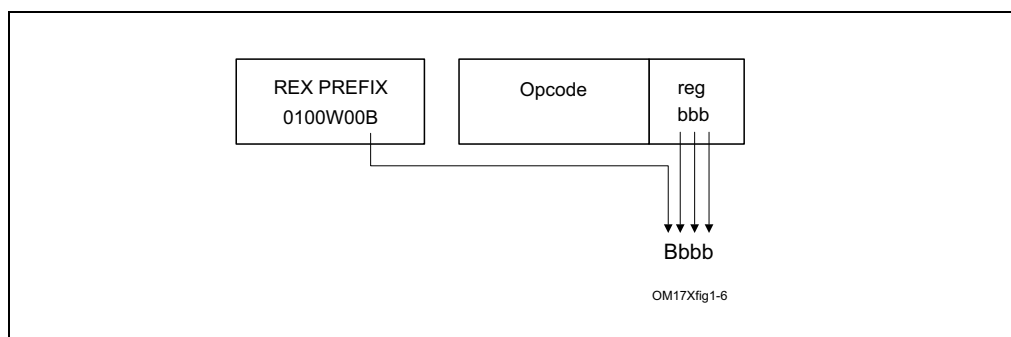 REX PREFIX
0100W00B
Opcode
reg
bbb
Bbbb
OM17Xfig1-6